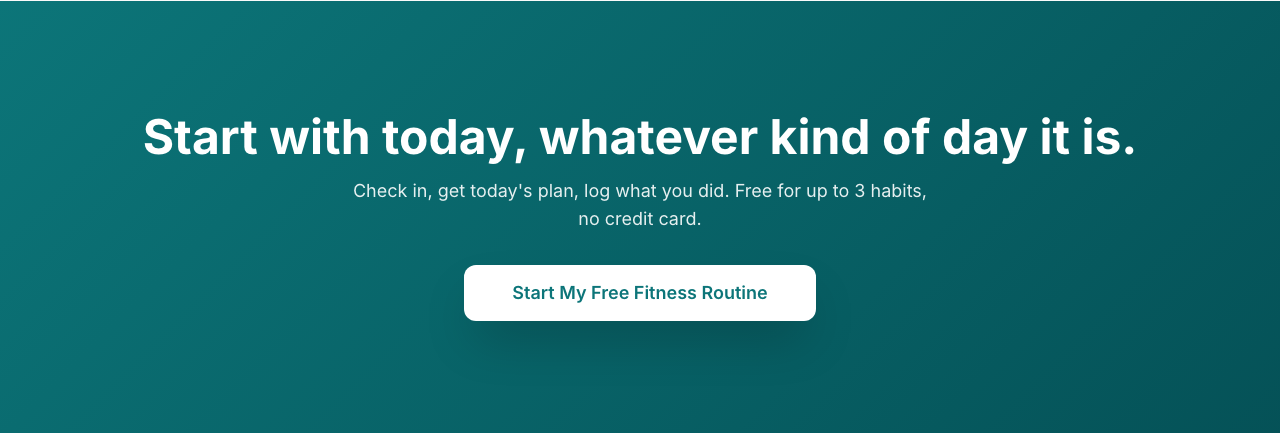 Start with today, whatever kind of day it is.
Check in, get today's plan, log what you did. Free for up to 3 habits,
no credit card.
Start My Free Fitness Routine